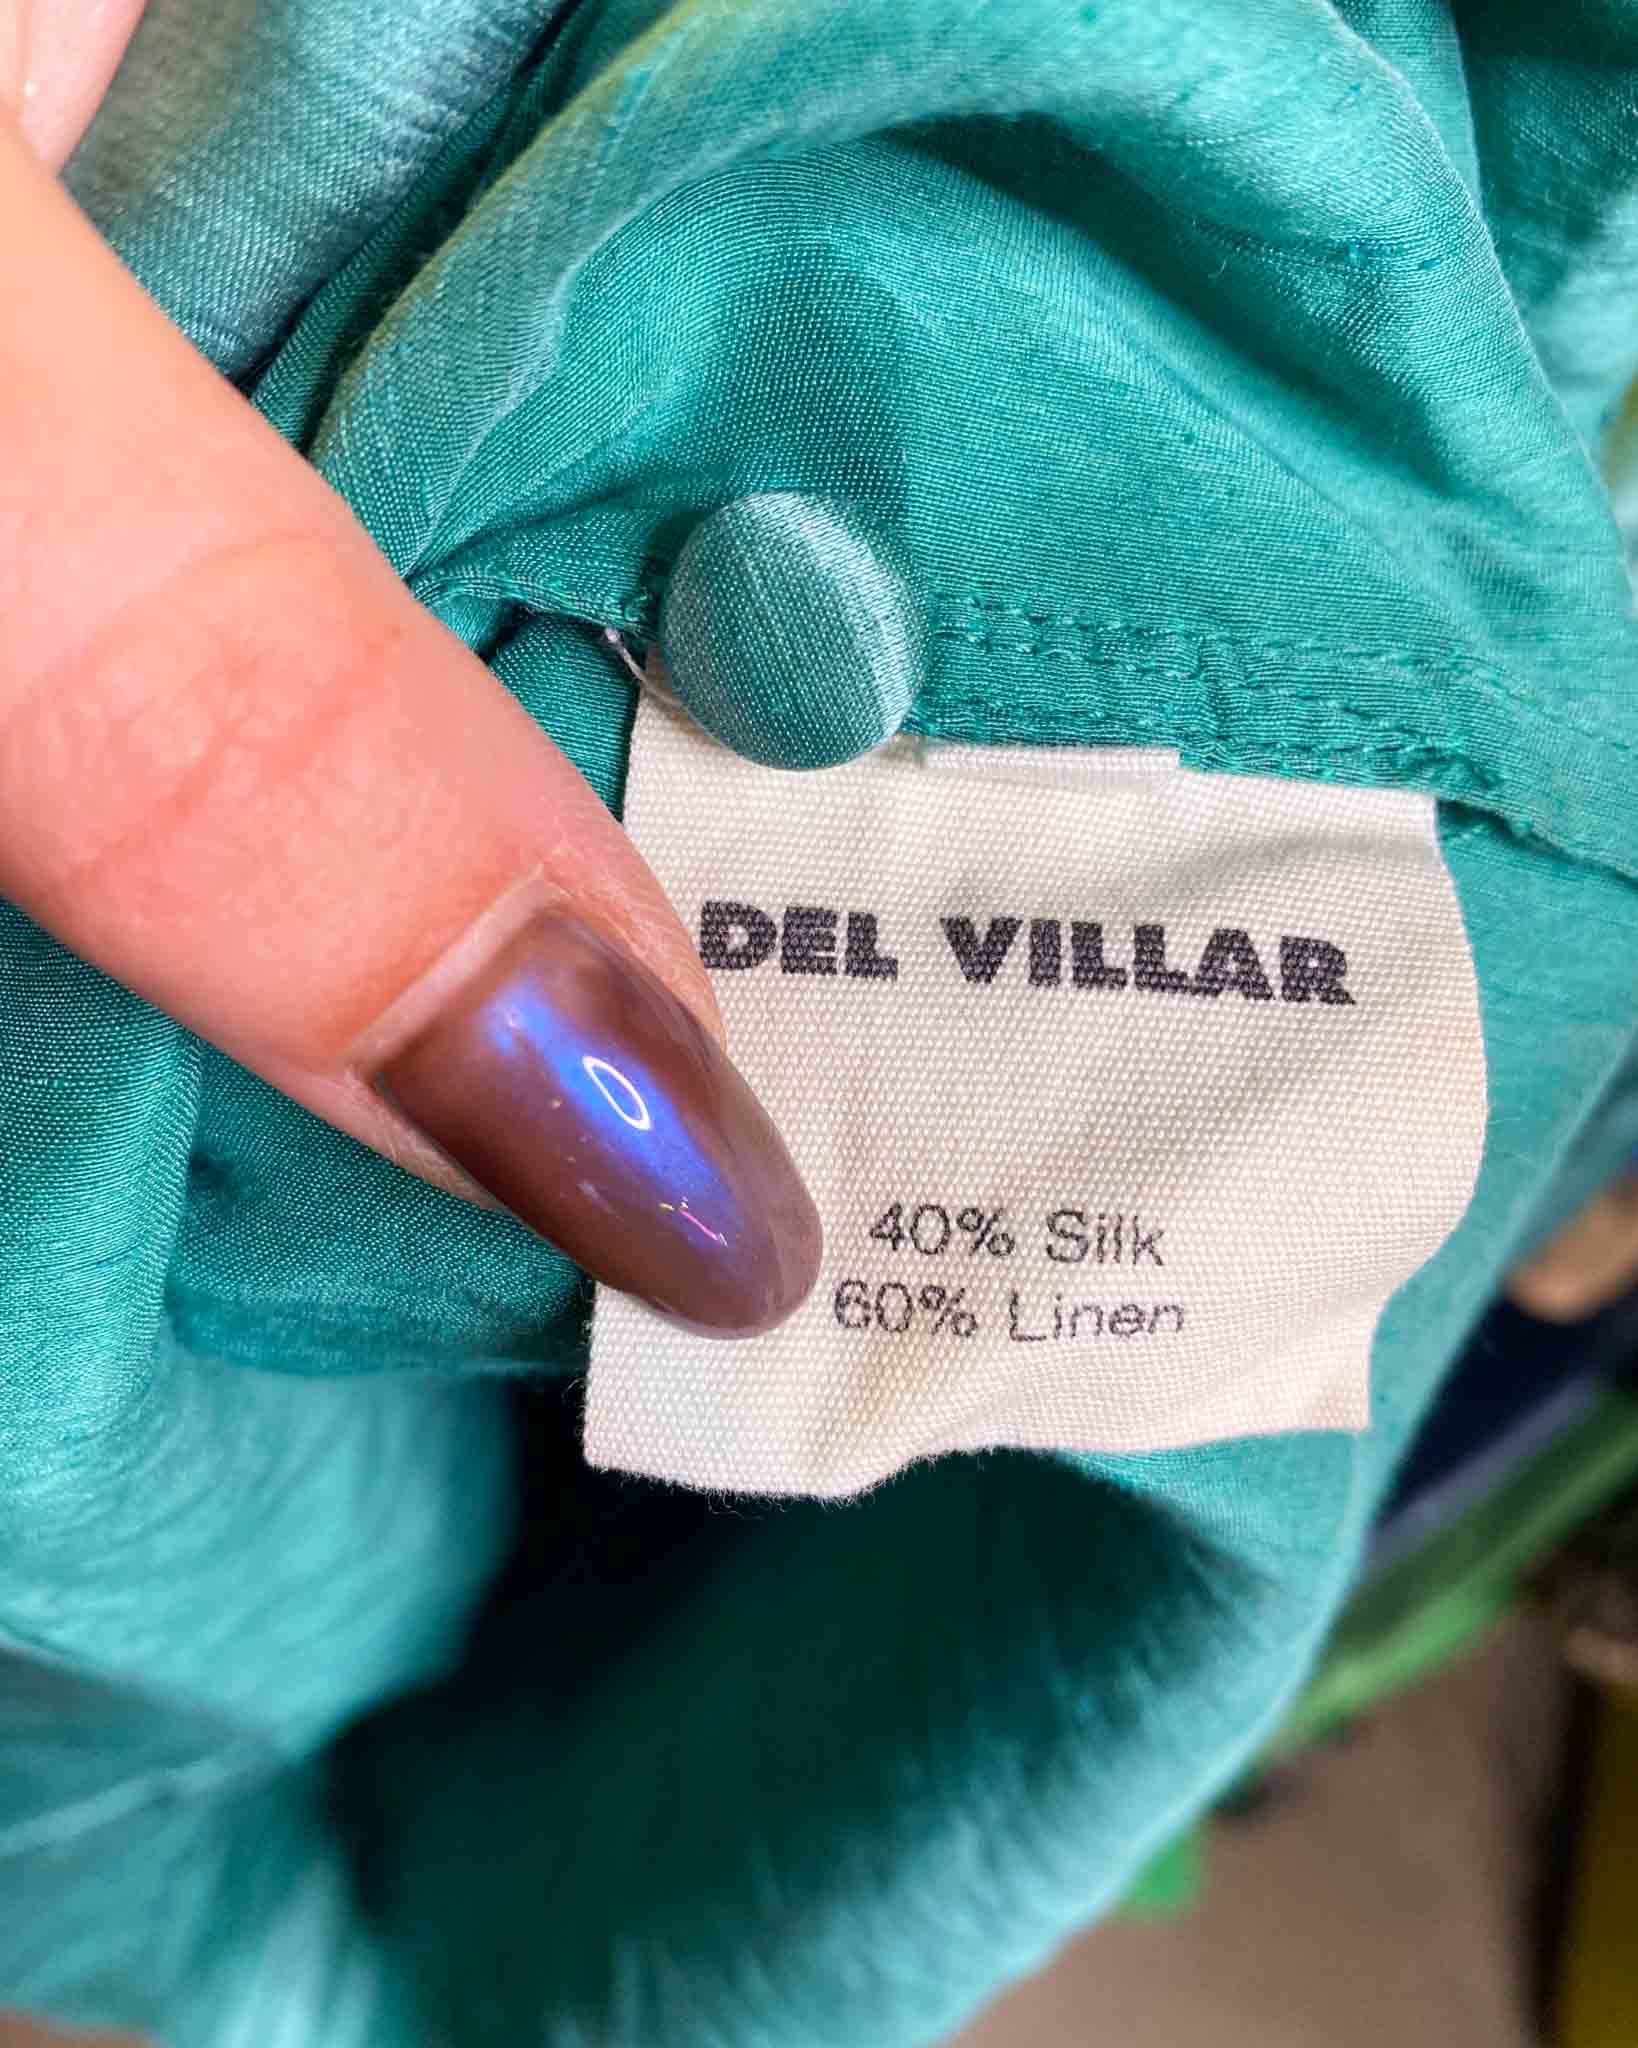 DEL VILLAR
40% Silk
60% Linen